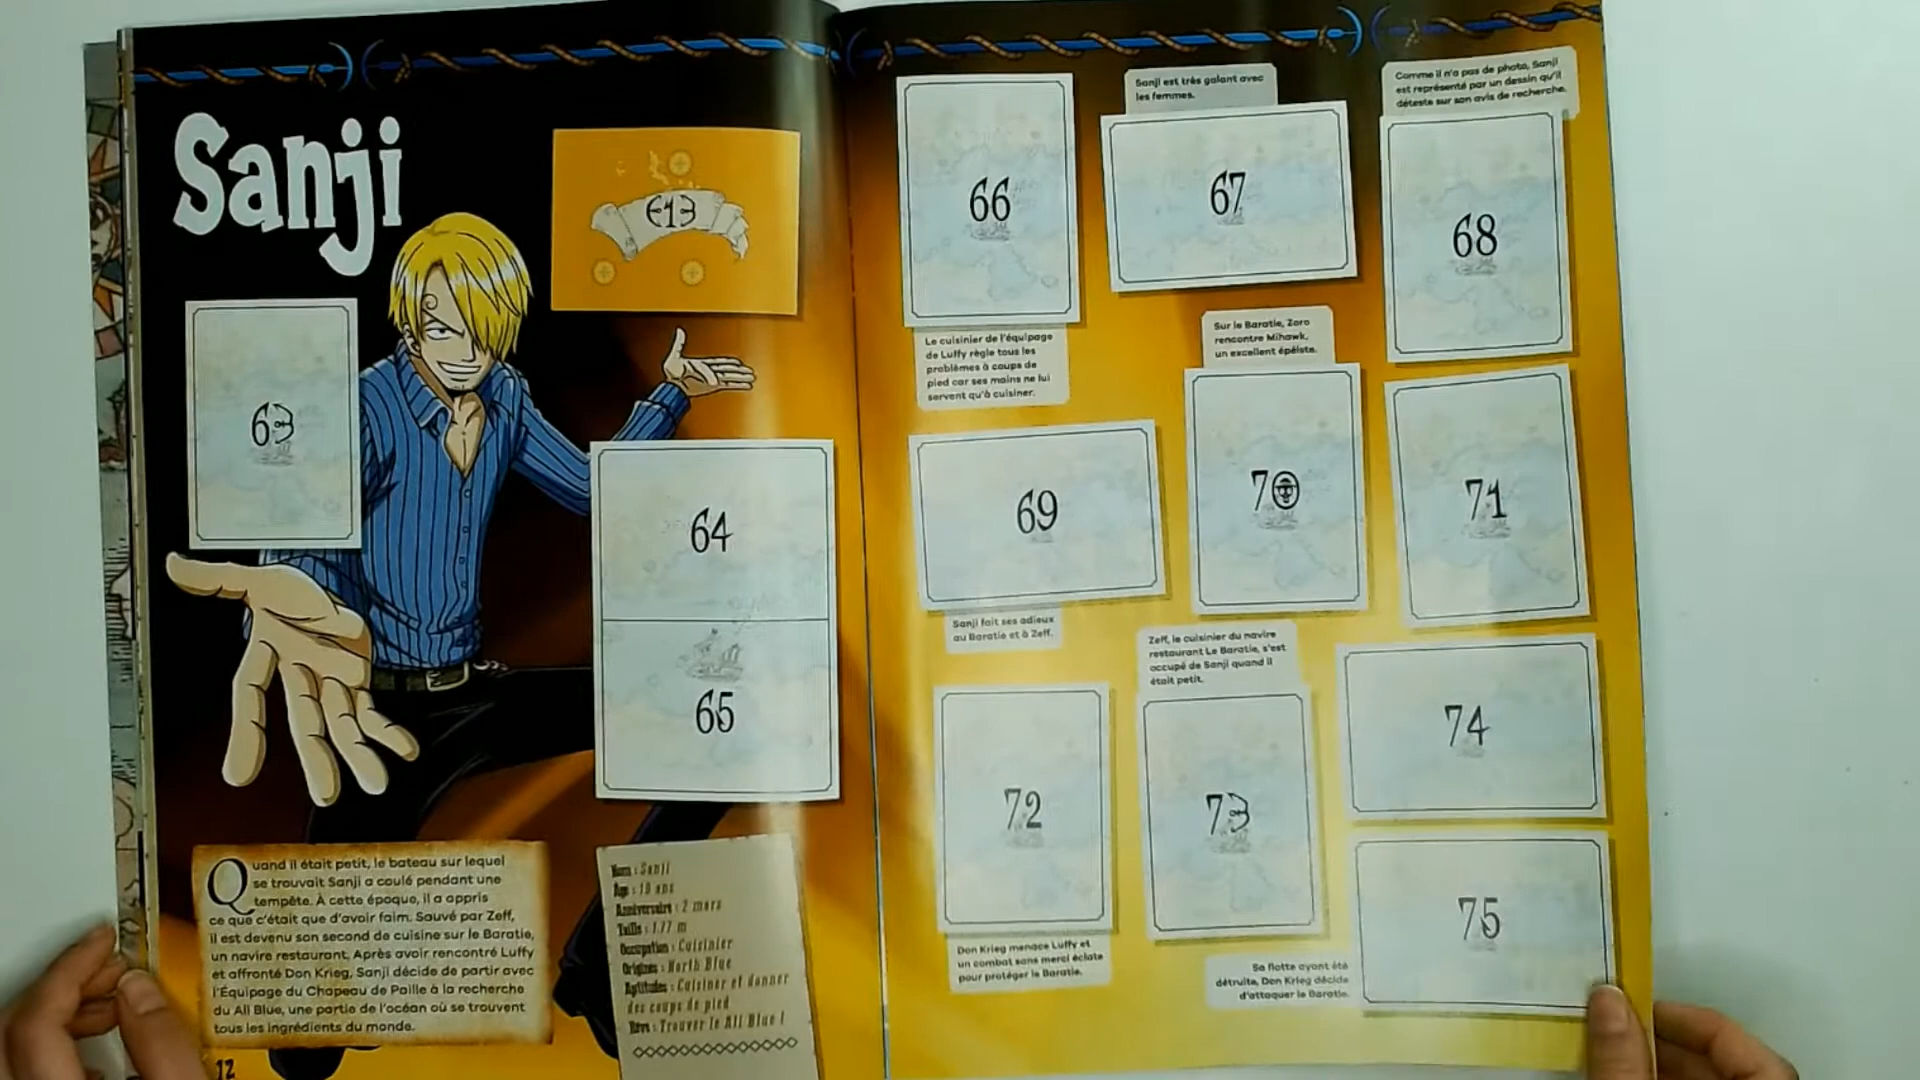 Sanji
E13
63
64
65
Quand il était petit, le bateau sur lequel
se trouvait Sanji a coulé pendant une
tempête. À cette époque, il a appris
ce que c'était que d'avoir faim. Sauvé par Zeff,
il est devenu son second de cuisine sur le Baratie,
un navire restaurant. Après avoir rencontré Luffy
et affronté Don Krieg, Sanji décide de partir avec
l'Équipage du Chapeau de Paille à la recherche
du All Blue, une partie de l'océan où se trouvent
tous les ingrédients du monde.
Nom : Sanji
Âge : 19 ans
Anniversaire : 2 mars
Taille : 1.77 m
Occupation : Cuisinier
Origines : North Blue
Aptitudes : Cuisiner et donner
des coups de pied
Rêve : Trouver le All Blue !
12
66
Le cuisinier de l'équipage
de Luffy règle tous les
problèmes à coups de
pied car ses mains ne lui
servent qu'à cuisiner.
Sanji est très galant avec
les femmes.
67
Comme il n'a pas de photo, Sanji
est représenté par un dessin qu'il
déteste sur son avis de recherche.
68
69
Sanji fait ses adieux
au Baratie et à Zeff.
Sur le Baratie, Zoro
rencontre Mihawk,
un excellent épéiste.
70
71
72
Don Krieg menace Luffy et
un combat sans merci éclate
pour protéger le Baratie.
Zeff, le cuisinier du navire
restaurant Le Baratie, s'est
occupé de Sanji quand il
était petit.
73
74
75
Sa flotte ayant été
détruite, Don Krieg décide
d'attaquer le Baratie.